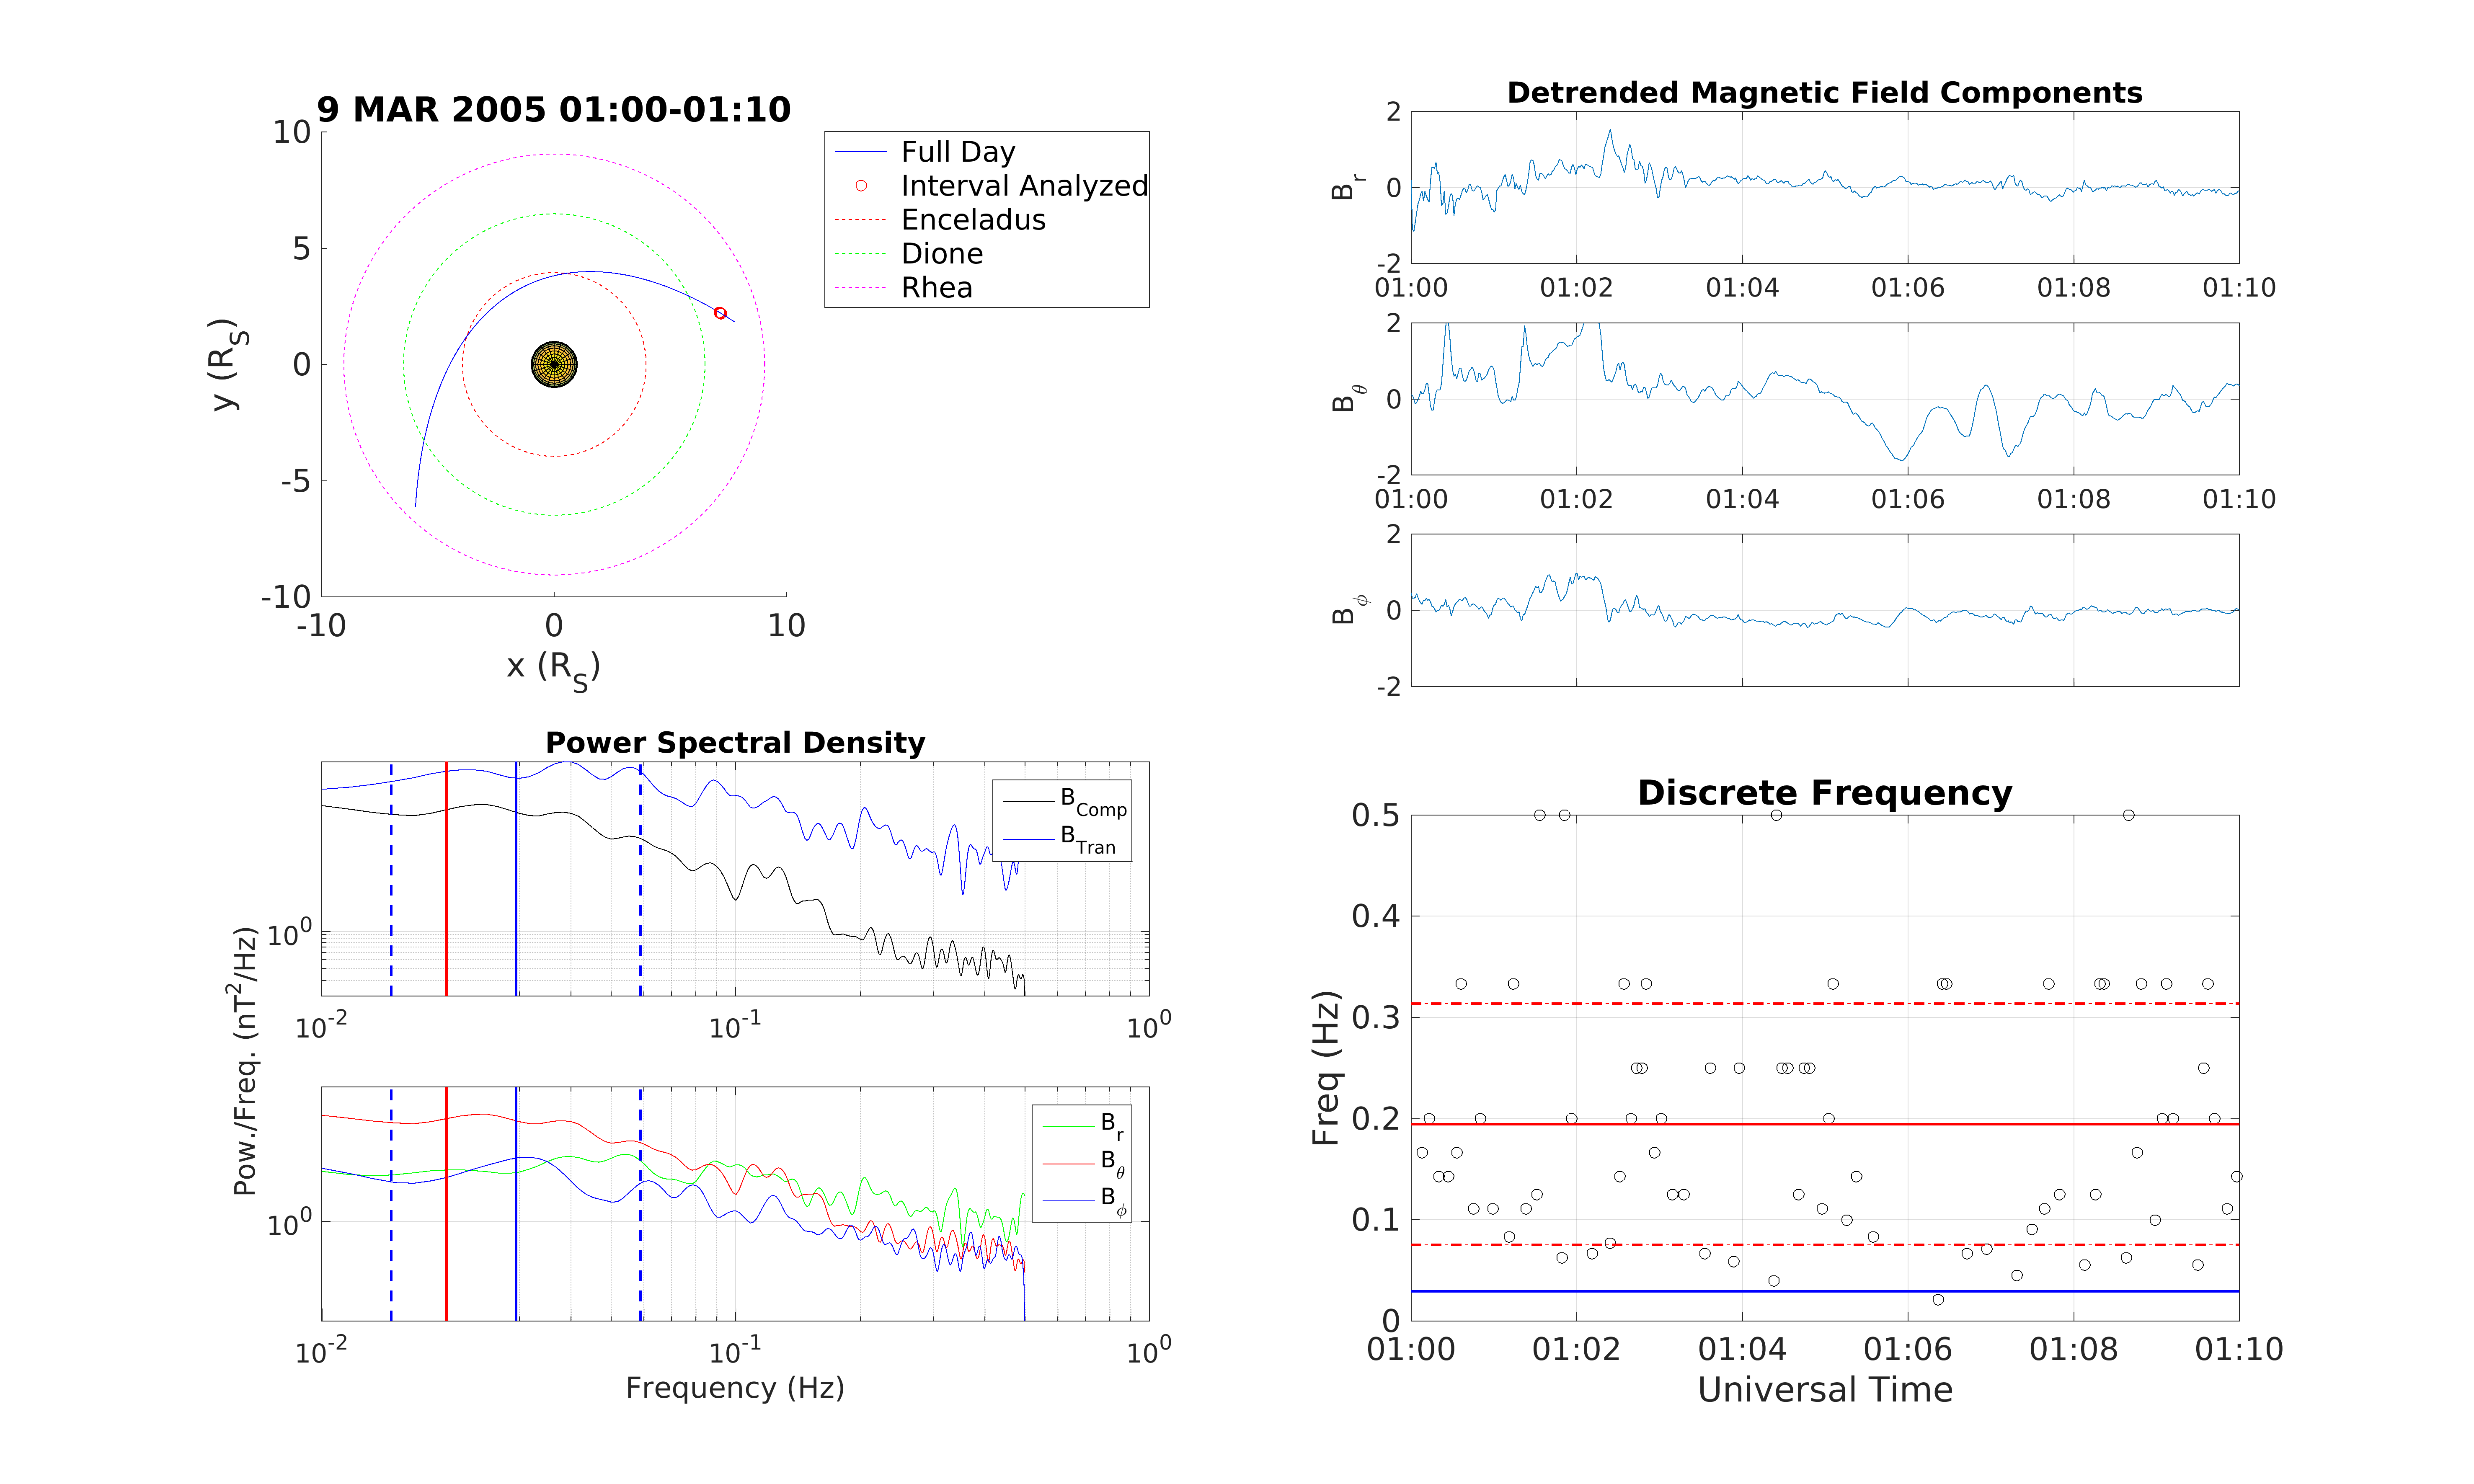 9 MAR 2005 01:00-01:10
10
5
0
-5
-10
-10 0 10
y (R_S)
x (R_S)
Full Day
Interval Analyzed
Enceladus
Dione
Rhea
Detrended Magnetic Field Components
2
0
-2
B_r
01:00 01:02 01:04 01:06 01:08 01:10
2
0
-2
B_θ
01:00 01:02 01:04 01:06 01:08 01:10
2
0
-2
B_ϕ
Power Spectral Density
10^0
10^-2 10^-1 10^0
B_Comp
B_Tran
Pow./Freq. (nT^2/Hz)
10^0
10^-2 10^-1 10^0
B_r
B_θ
B_ϕ
Frequency (Hz)
Discrete Frequency
0.5
0.4
0.3
0.2
0.1
0
Freq (Hz)
01:00 01:02 01:04 01:06 01:08 01:10
Universal Time